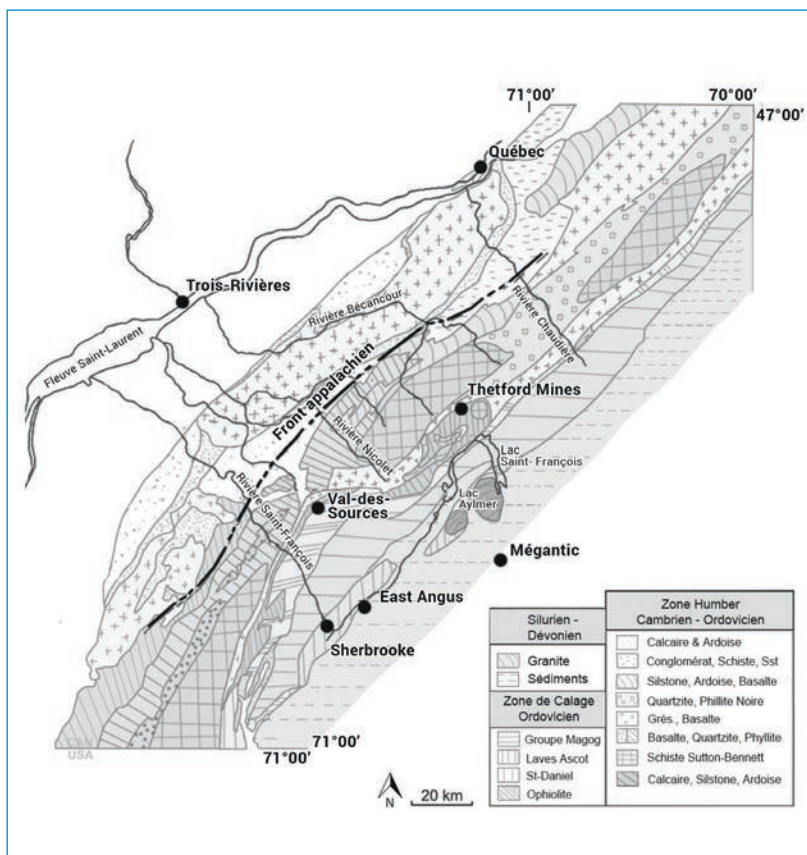 71°00'
70°00'
47°00'
Québec
Trois-Rivières
Rivière Bécancour
Rivière Chaudière
Fleuve Saint-Laurent
Front appalachien
Thetford Mines
Rivière Nicolet
Lac
Saint-François
Rivière Saint-François
Val-des-
Sources
Lac
Aylmer
Mégantic
East Angus
Sherbrooke
USA
71°00'
71°00'
N
20 km
Silurien -
Dévonien
Granite
Sédiments
Zone de Calage
Ordovicien
Groupe Magog
Laves Ascot
St-Daniel
Ophiolite
Zone Humber
Cambrien - Ordovicien
Calcaire & Ardoise
Conglomérat, Schiste, Sst
Silstone, Ardoise, Basalte
Quartzite, Phillite Noire
Grés., Basalte
Basalte, Quartzite, Phyllite
Schiste Sutton-Bennett
Calcaire, Silstone, Ardoise